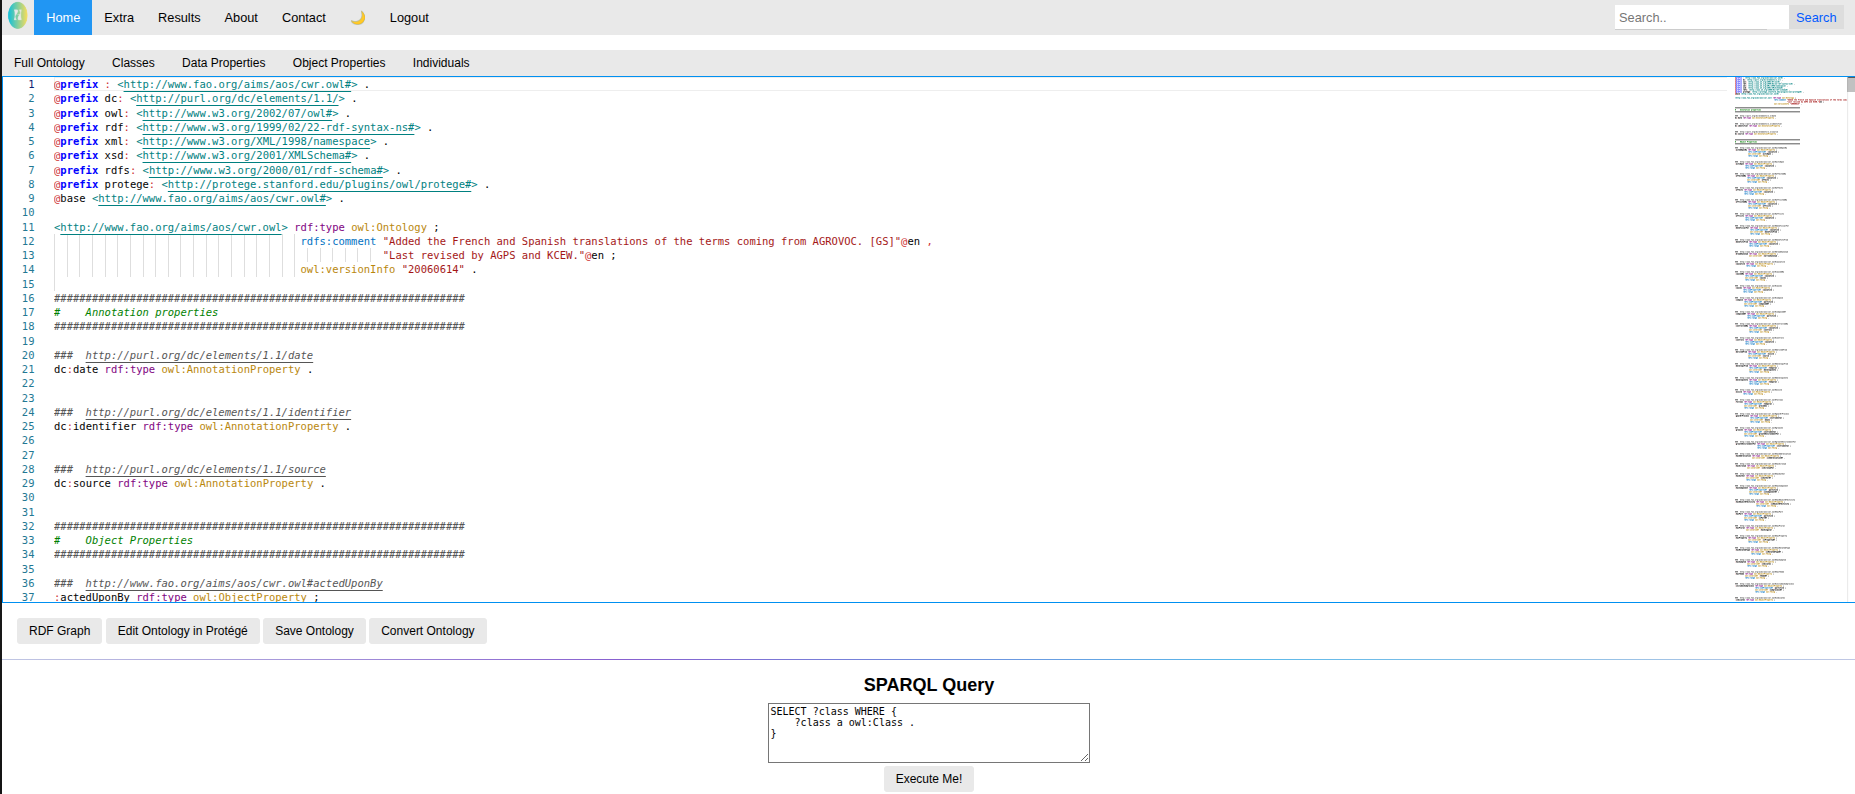 Home Extra Results About Contact Logout Search.. Search
Full Ontology Classes Data Properties Object Properties Individuals
1 @prefix : <http://www.fao.org/aims/aos/cwr.owl#> .
2 @prefix dc: <http://purl.org/dc/elements/1.1/> .
3 @prefix owl: <http://www.w3.org/2002/07/owl#> .
4 @prefix rdf: <http://www.w3.org/1999/02/22-rdf-syntax-ns#> .
5 @prefix xml: <http://www.w3.org/XML/1998/namespace> .
6 @prefix xsd: <http://www.w3.org/2001/XMLSchema#> .
7 @prefix rdfs: <http://www.w3.org/2000/01/rdf-schema#> .
8 @prefix protege: <http://protege.stanford.edu/plugins/owl/protege#> .
9 @base <http://www.fao.org/aims/aos/cwr.owl#> .
10
11 <http://www.fao.org/aims/aos/cwr.owl> rdf:type owl:Ontology ;
12 rdfs:comment "Added the French and Spanish translations of the terms coming from AGROVOC. [GS]"@en ,
13 "Last revised by AGPS and KCEW."@en ;
14 owl:versionInfo "20060614" .
15
16 #################################################################
17 #    Annotation properties
18 #################################################################
19
20 ###  http://purl.org/dc/elements/1.1/date
21 dc:date rdf:type owl:AnnotationProperty .
22
23
24 ###  http://purl.org/dc/elements/1.1/identifier
25 dc:identifier rdf:type owl:AnnotationProperty .
26
27
28 ###  http://purl.org/dc/elements/1.1/source
29 dc:source rdf:type owl:AnnotationProperty .
30
31
32 #################################################################
33 #    Object Properties
34 #################################################################
35
36 ###  http://www.fao.org/aims/aos/cwr.owl#actedUponBy
37 :actedUponBy rdf:type owl:ObjectProperty ;
RDF Graph Edit Ontology in Protégé Save Ontology Convert Ontology
SPARQL Query
SELECT ?class WHERE {
    ?class a owl:Class .
}
Execute Me!